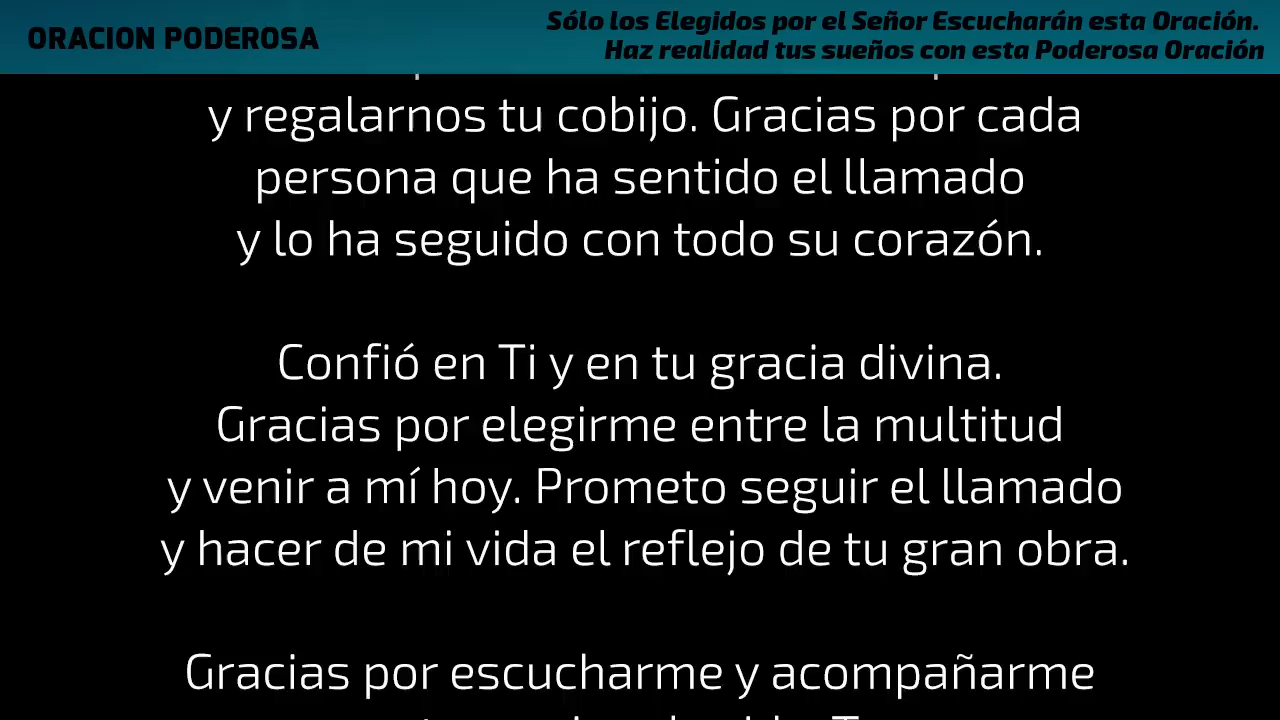 ORACION PODEROSA
Sólo los Elegidos por el Señor Escucharán esta Oración.
Haz realidad tus sueños con esta Poderosa Oración
y regalarnos tu cobijo. Gracias por cada
persona que ha sentido el llamado
y lo ha seguido con todo su corazón.
Confió en Ti y en tu gracia divina.
Gracias por elegirme entre la multitud
y venir a mí hoy. Prometo seguir el llamado
y hacer de mi vida el reflejo de tu gran obra.
Gracias por escucharme y acompañarme